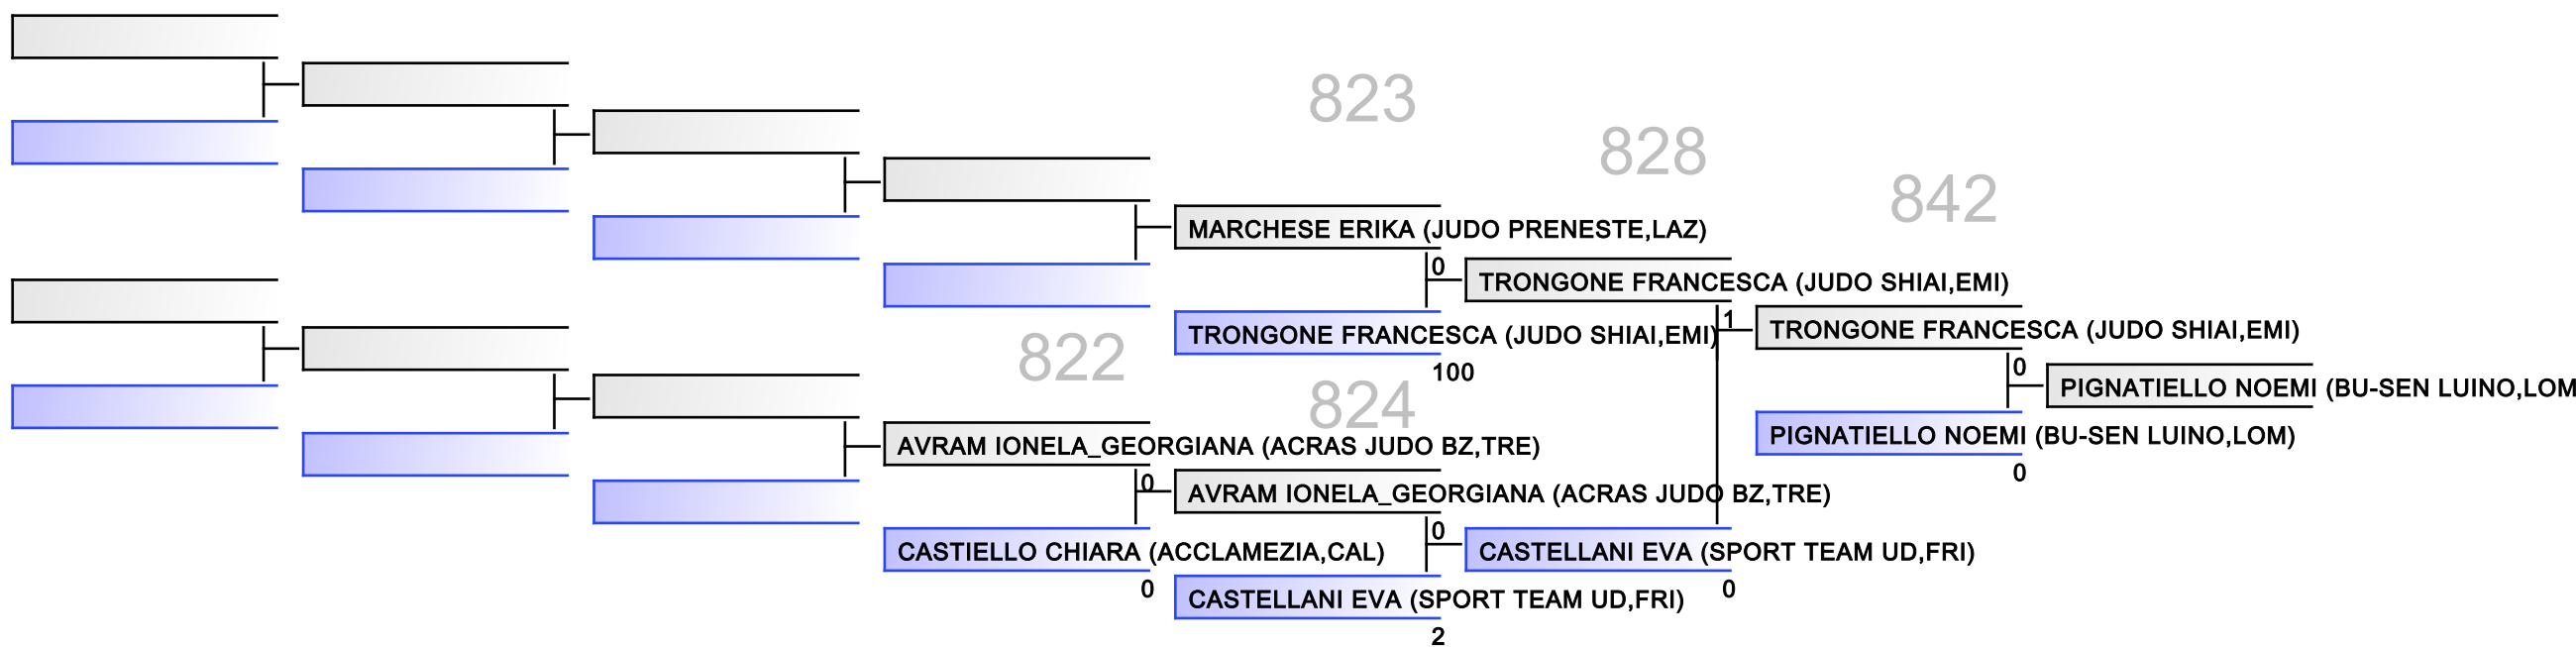 823
828
842
MARCHESE ERIKA (JUDO PRENESTE,LAZ)
0
TRONGONE FRANCESCA (JUDO SHIAI,EMI)
1
TRONGONE FRANCESCA (JUDO SHIAI,EMI)
TRONGONE FRANCESCA (JUDO SHIAI,EMI)
822
100
0
PIGNATIELLO NOEMI (BU-SEN LUINO,LOM
824
PIGNATIELLO NOEMI (BU-SEN LUINO,LOM)
0
AVRAM IONELA_GEORGIANA (ACRAS JUDO BZ,TRE)
0
AVRAM IONELA_GEORGIANA (ACRAS JUDO BZ,TRE)
0
CASTIELLO CHIARA (ACCLAMEZIA,CAL)
CASTELLANI EVA (SPORT TEAM UD,FRI)
0
0
CASTELLANI EVA (SPORT TEAM UD,FRI)
2